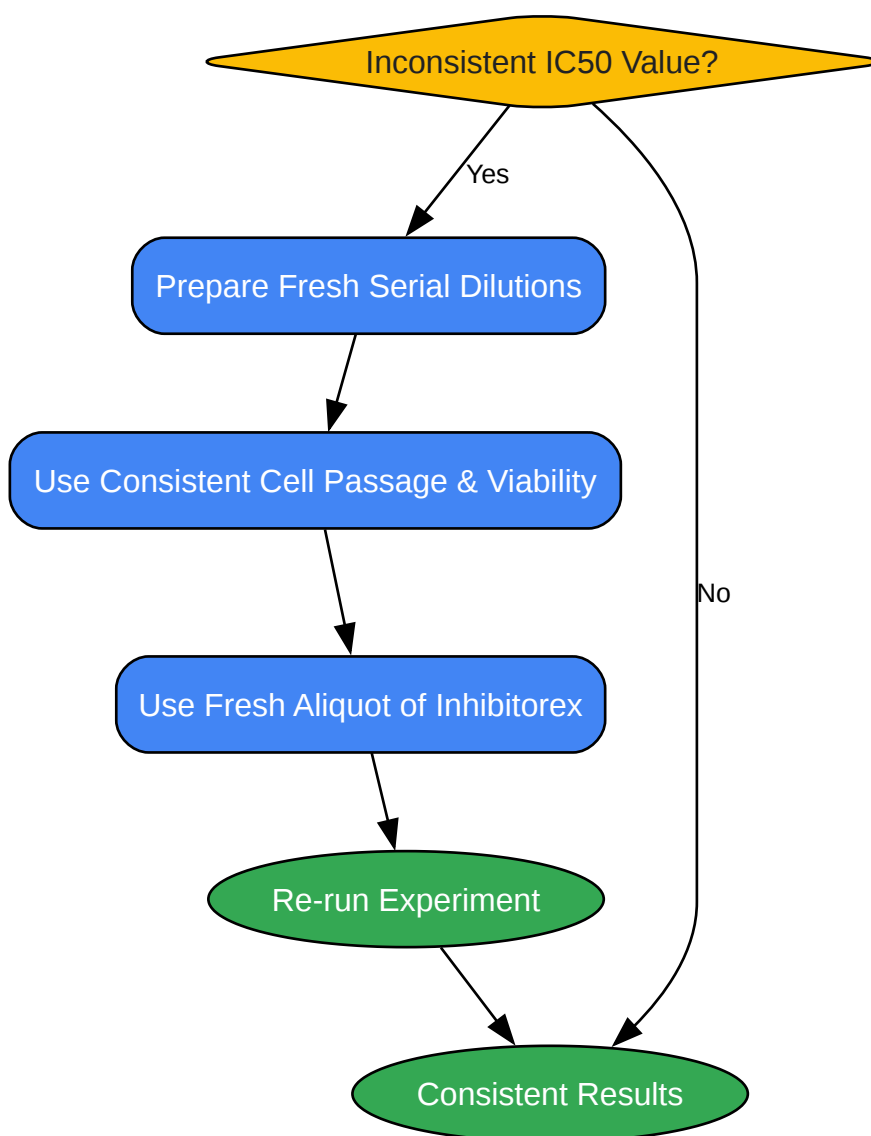 Inconsistent IC50 Value?
Yes
Prepare Fresh Serial Dilutions
Use Consistent Cell Passage & Viability
No
Use Fresh Aliquot of Inhibitorex
Re-run Experiment
Consistent Results